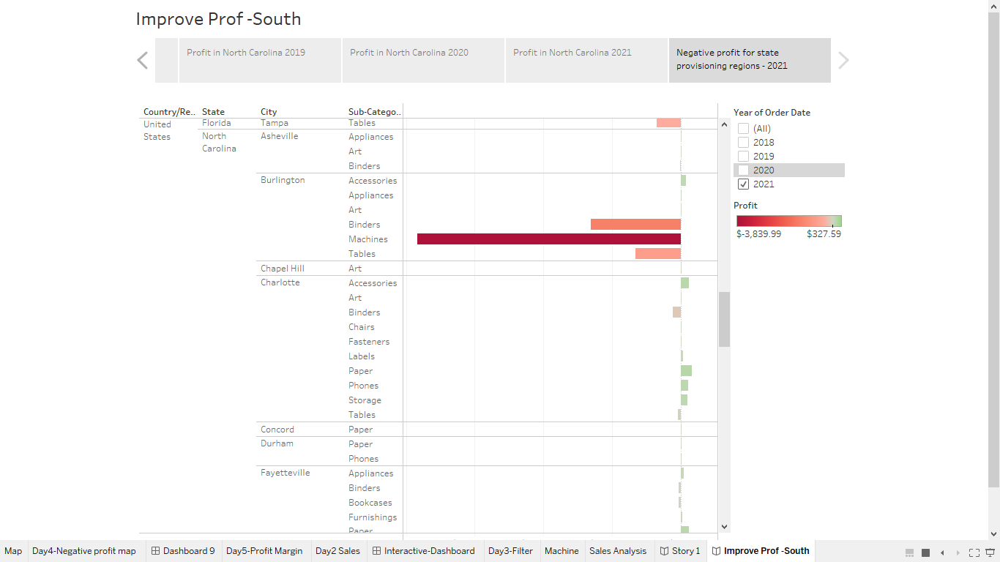 Improve Prof -South
Profit in North Carolina 2019
Profit in North Carolina 2020
Profit in North Carolina 2021
Negative profit for state
provisioning regions - 2021
Country/Re.. State City Sub-Catego..
United Florida Tampa Tables
States North Asheville Appliances
Carolina Art
Binders
Burlington Accessories
Appliances
Art
Binders
Machines
Tables
Chapel Hill Art
Charlotte Accessories
Art
Binders
Chairs
Fasteners
Labels
Paper
Phones
Storage
Tables
Concord Paper
Durham Paper
Phones
Fayetteville Appliances
Binders
Bookcases
Furnishings
Paper
Year of Order Date
(All)
2018
2019
2020
2021
Profit
$-3,839.99 $327.59
Map Day4-Negative profit map Dashboard 9 Day5-Profit Margin Day2 Sales Interactive-Dashboard Day3-Filter Machine Sales Analysis Story 1 Improve Prof -South